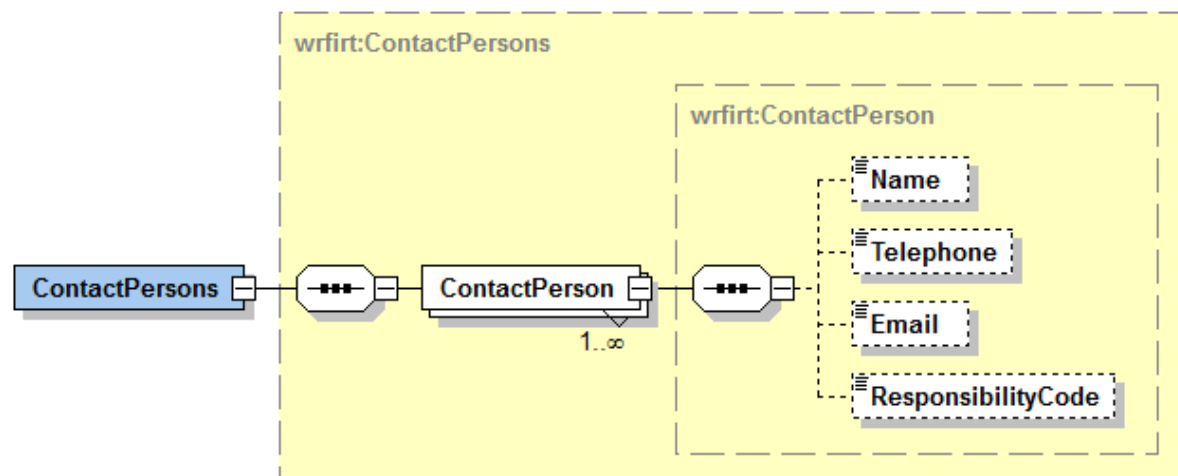 wrfirt:ContactPersons
wrfirt:ContactPerson
Name
Telephone
ContactPersons
ContactPerson
1..∞
Email
ResponsibilityCode